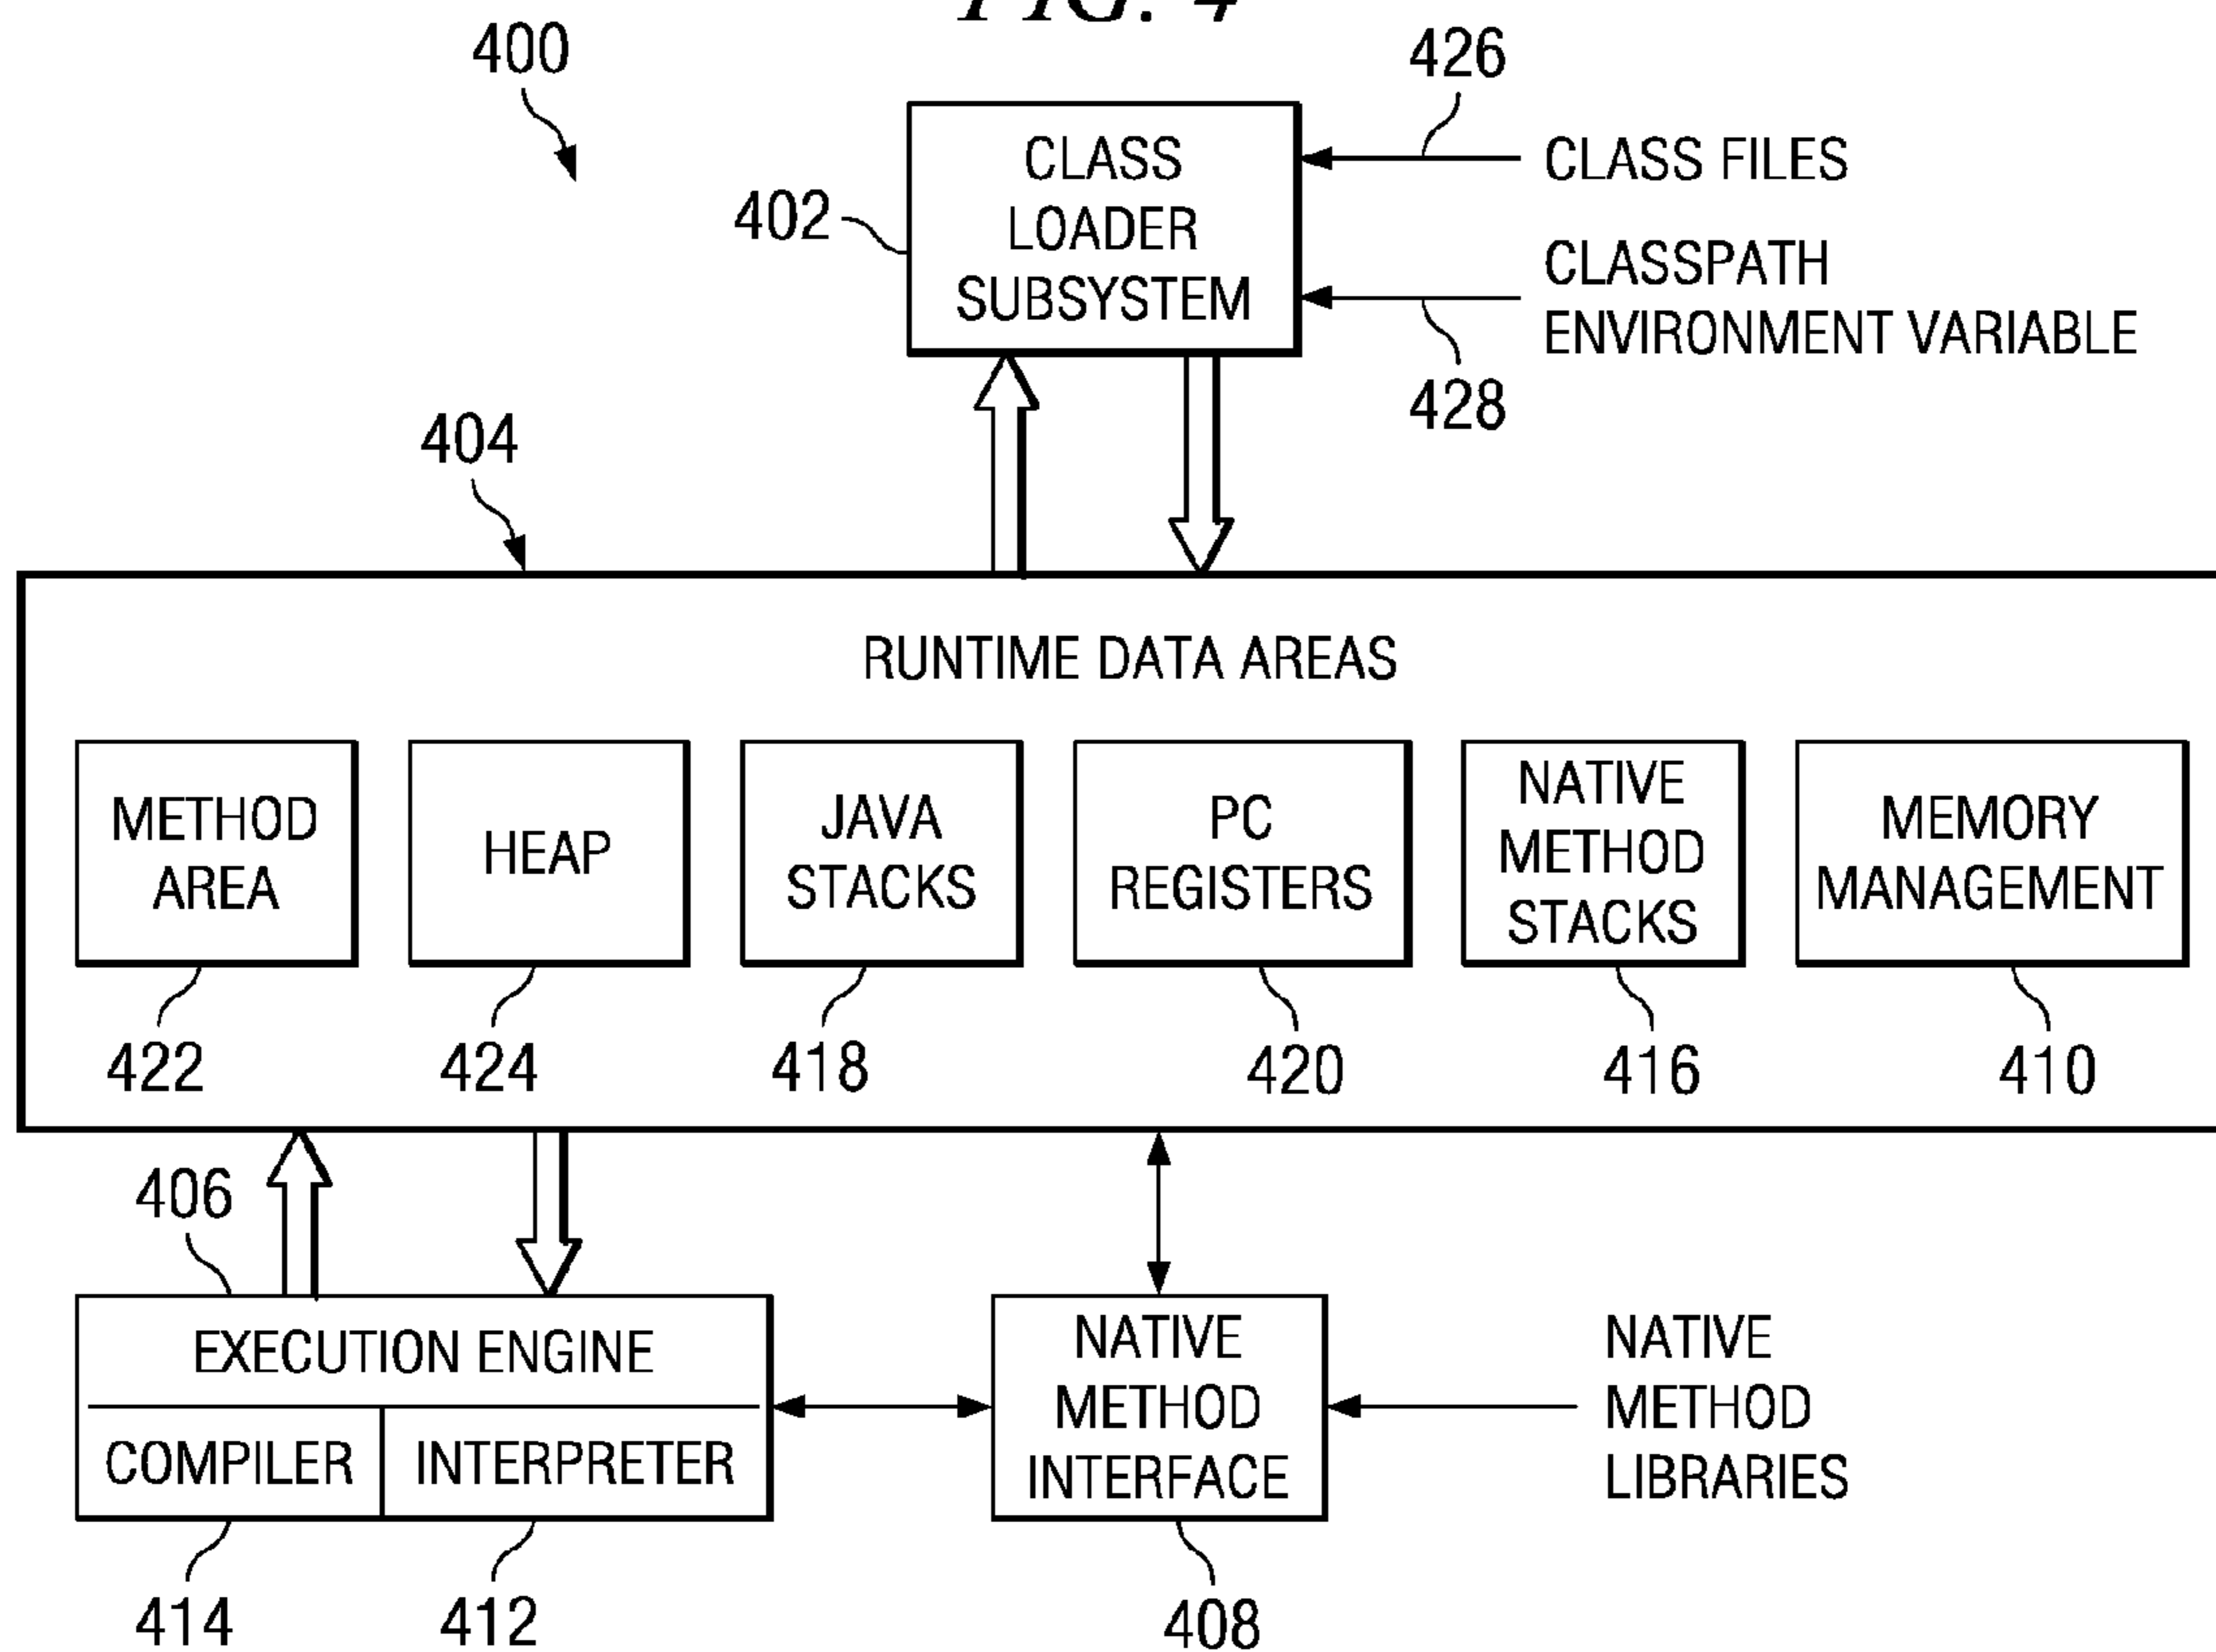 FIG. 4
400
426
CLASS
LOADER
SUBSYSTEM
402
CLASS FILES
CLASSPATH
ENVIRONMENT VARIABLE
428
404
RUNTIME DATA AREAS
METHOD
AREA
HEAP
JAVA
STACKS
PC
REGISTERS
NATIVE
METHOD
STACKS
MEMORY
MANAGEMENT
422
424
418
420
416
410
406
EXECUTION ENGINE
COMPILER
INTERPRETER
NATIVE
METHOD
INTERFACE
NATIVE
METHOD
LIBRARIES
414
412
408